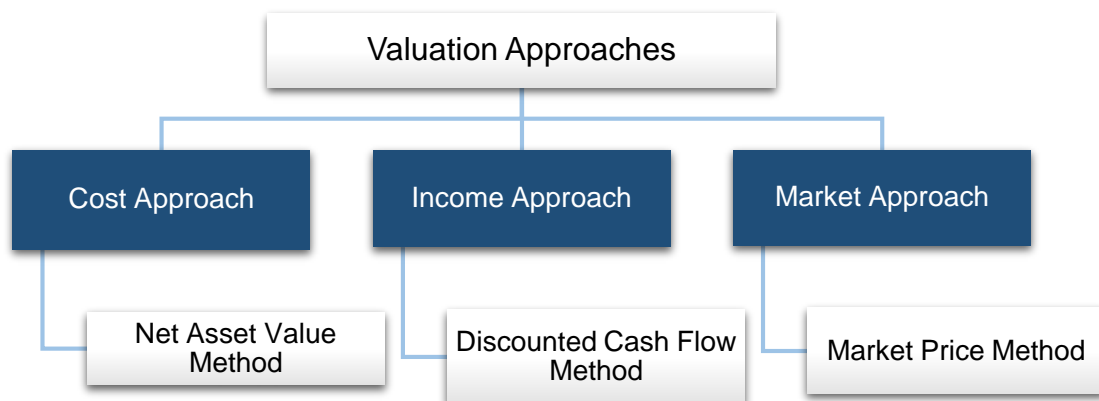 Valuation Approaches
Cost Approach
Income Approach
Market Approach
Net Asset Value
Method
Discounted Cash Flow
Method
Market Price Method